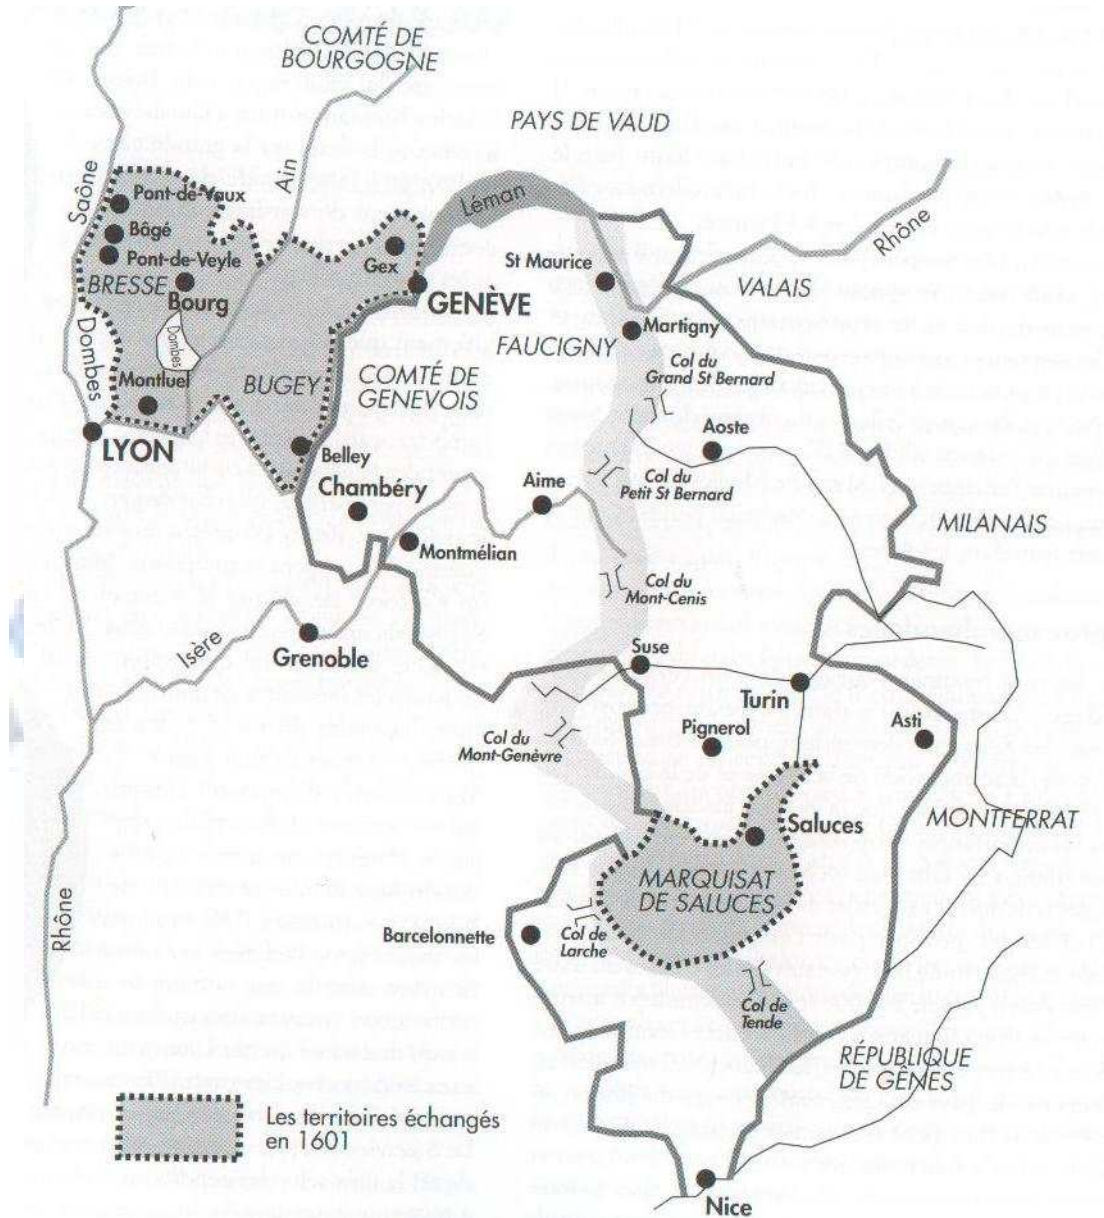 COMTÉ DE
BOURGOGNE
PAYS DE VAUD
Saône
Ain
Léman
Rhône
Pont-de-Vaux
Bâgé
Pont-de-Veyle
BRESSE
Bourg
Gex
GENÈVE
St Maurice
VALAIS
Martigny
FAUCIGNY
Dombes
Dombes
Montluel
BUGEY
COMTÉ DE
GENEVOIS
Col du
Grand St Bernard
LYON
Belley
Aoste
Chambéry
Aime
Col du
Petit St Bernard
MILANAIS
Montmélian
Col du
Mont-Cenis
Isère
Grenoble
Suse
Turin
Pignerol
Asti
Col du
Mont-Genèvre
Saluces
MONTFERRAT
MARQUISAT
DE SALUCES
Rhône
Barcelonnette
Col de
Larche
Col de
Tende
RÉPUBLIQUE
DE GÊNES
Les territoires échangés
en 1601
Nice